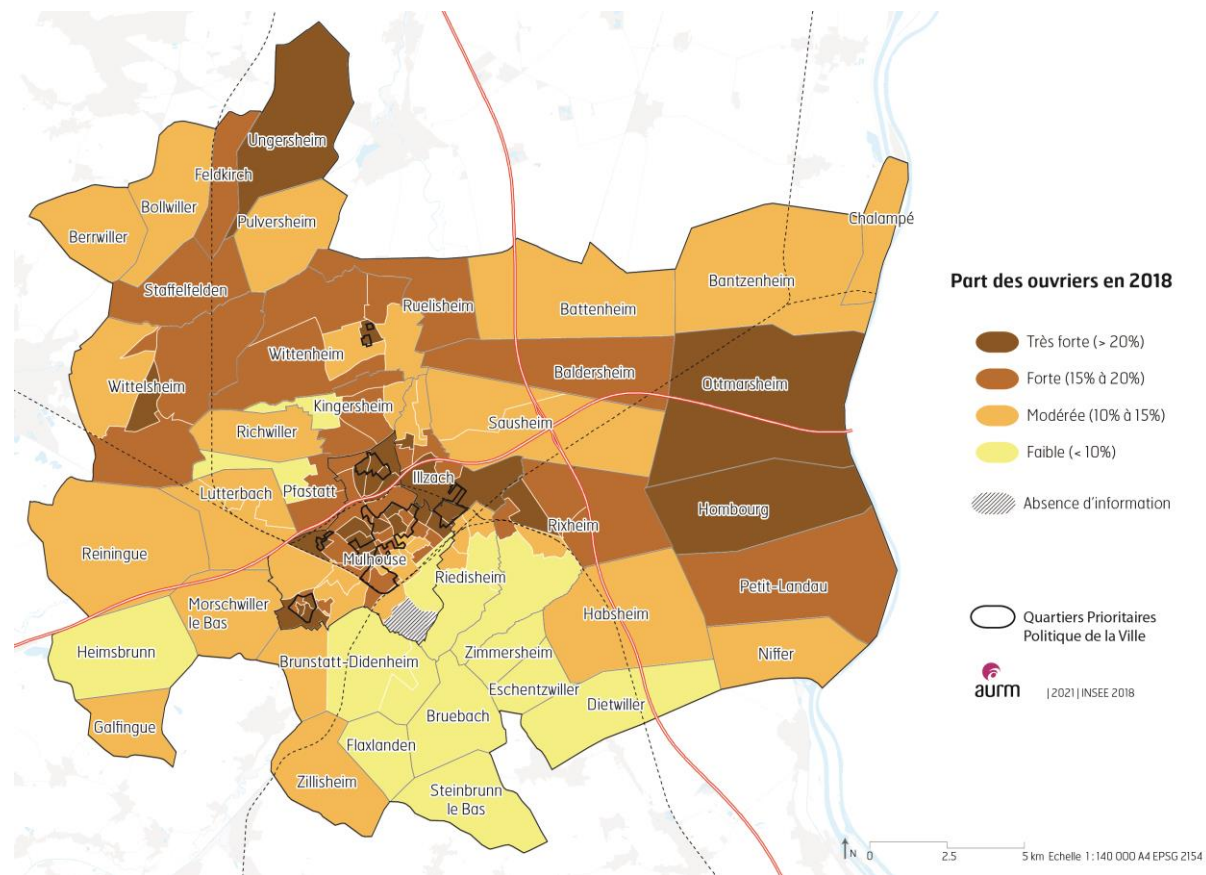 Ungersheim
Feldkirch
Bollwiller
Pulversheim
Berrwiller
Chalampé
Bantzenheim
Staffelfelden
Ruelisheim
Battenheim
Wittenheim
Baldersheim
Ottmarsheim
Wittelsheim
Kingersheim
Sausheim
Richwiller
Illzach
Lutterbach
Pfastatt
Hombourg
Rixheim
Reiningue
Mulhouse
Riedisheim
Petit-Landau
Morschwiller
le Bas
Habsheim
Heimsbrunn
Zimmersheim
Niffer
Brunstatt-Didenheim
Eschentzwiller
Dietwiller
Galfingue
Bruebach
Flaxlanden
Zillisheim
Steinbrunn
le Bas
Part des ouvriers en 2018
Très forte (> 20%)
Forte (15% à 20%)
Modérée (10% à 15%)
Faible (< 10%)
Absence d'information
Quartiers Prioritaires
Politique de la Ville
aurm | 2021 | INSEE 2018
N 0 2.5 5 km Echelle 1 : 140 000 A4 EPSG 2154